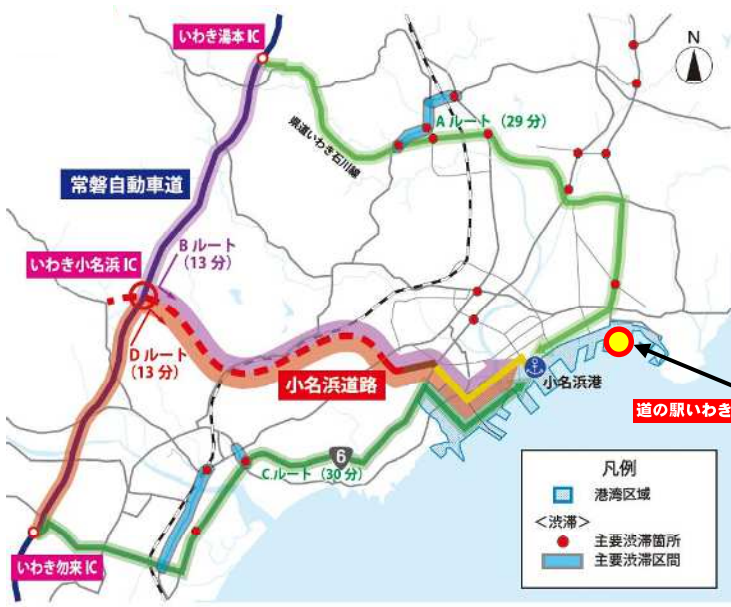 いわき湯本IC
N
Aルート(29分)
県道いわき石川線
常磐自動車道
Bルート
(13分)
いわき小名浜IC
Dルート
(13分)
小名浜道路
小名浜港
道の駅いわき
6
Cルート(30分)
いわき勿来IC
凡例
港湾区域
<渋滞>
主要渋滞箇所
主要渋滞区間